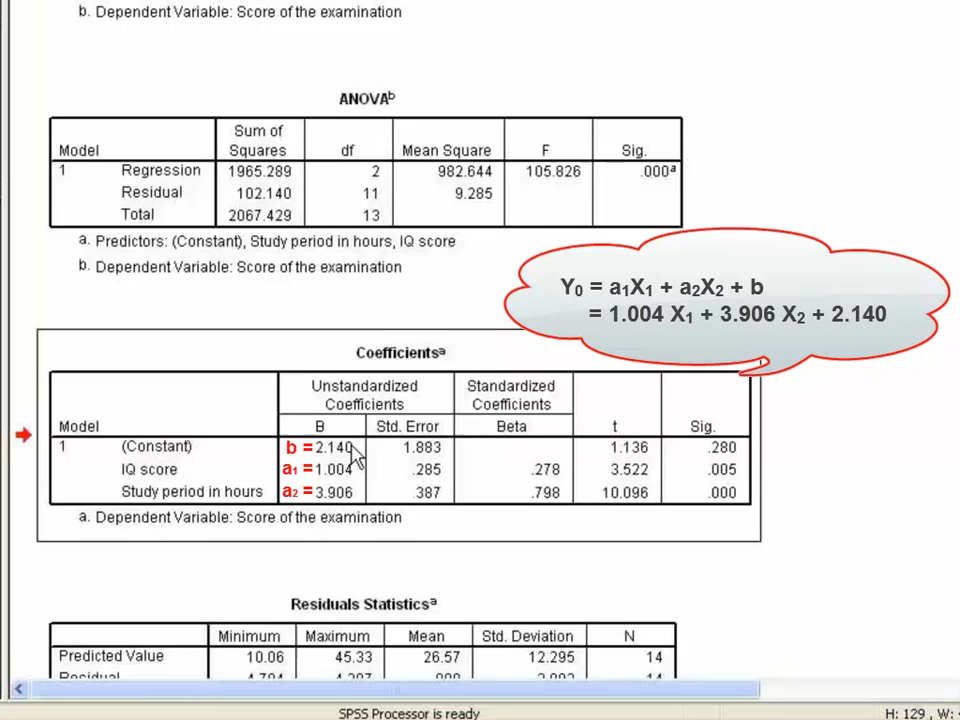 b. Dependent Variable: Score of the examination
ANOVAb
Model Sum of Squares df Mean Square F Sig.
1 Regression 1965.289 2 982.644 105.826 .000a
Residual 102.140 11 9.285
Total 2067.429 13
a. Predictors: (Constant), Study period in hours, IQ score
b. Dependent Variable: Score of the examination
Y0 = a1X1 + a2X2 + b
= 1.004 X1 + 3.906 X2 + 2.140
Coefficientsa
Unstandardized Coefficients Standardized Coefficients
Model B Std. Error Beta t Sig.
1 (Constant) b = 2.140 1.883 1.136 .280
IQ score a1 = 1.004 .285 .278 3.522 .005
Study period in hours a2 = 3.906 .387 .798 10.096 .000
a. Dependent Variable: Score of the examination
Residuals Statisticsa
Minimum Maximum Mean Std. Deviation N
Predicted Value 10.06 45.33 26.57 12.295 14
Residual
SPSS Processor is ready
H: 129 , W: